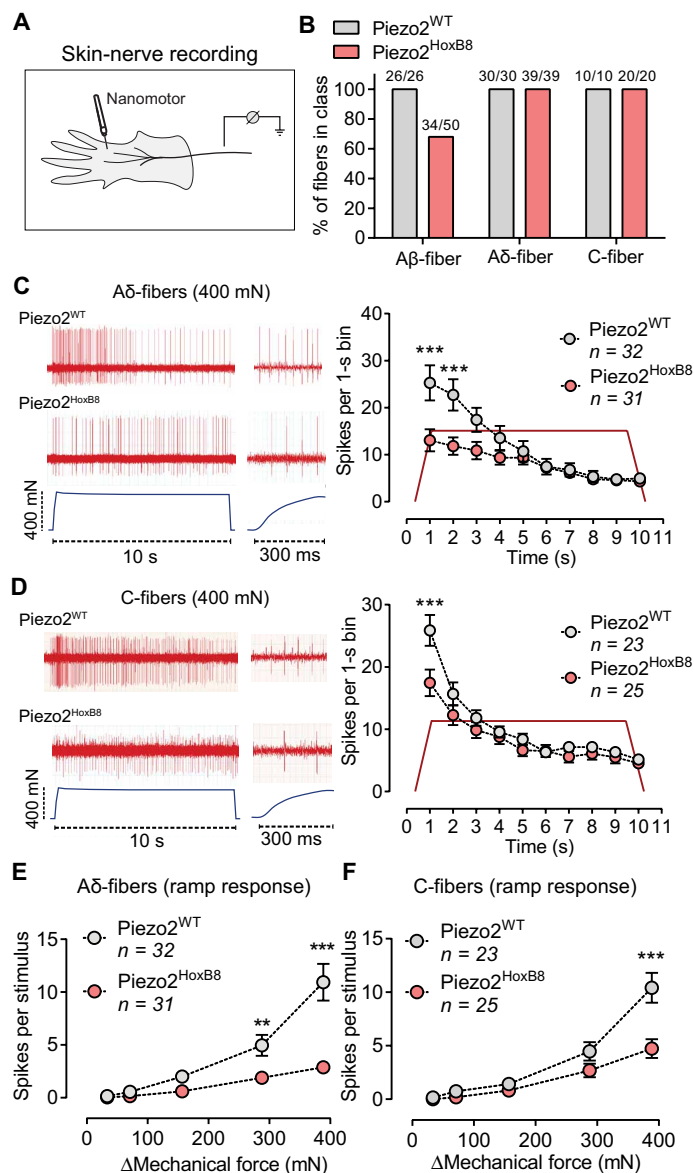 A
Skin-nerve recording
Nanomotor
B
Piezo2WT
Piezo2HoxB8
26/26
34/50
30/30
39/39
10/10
20/20
% of fibers in class
100
80
60
40
20
0
Aβ-fiber
Aδ-fiber
C-fiber
C
Aδ-fibers (400 mN)
Piezo2WT
Piezo2HoxB8
400 mN
10 s
300 ms
Spikes per 1-s bin
40
30
20
10
0
***
***
Piezo2WT
n = 32
Piezo2HoxB8
n = 31
0 1 2 3 4 5 6 7 8 9 10 11
Time (s)
D
C-fibers (400 mN)
Piezo2WT
Piezo2HoxB8
400 mN
10 s
300 ms
Spikes per 1-s bin
30
20
10
0
***
Piezo2WT
n = 23
Piezo2HoxB8
n = 25
0 1 2 3 4 5 6 7 8 9 10 11
Time (s)
E
Aδ-fibers (ramp response)
Spikes per stimulus
15
10
5
0
Piezo2WT
n = 32
Piezo2HoxB8
n = 31
**
***
0 100 200 300 400
ΔMechanical force (mN)
F
C-fibers (ramp response)
Spikes per stimulus
15
10
5
0
Piezo2WT
n = 23
Piezo2HoxB8
n = 25
***
0 100 200 300 400
ΔMechanical force (mN)